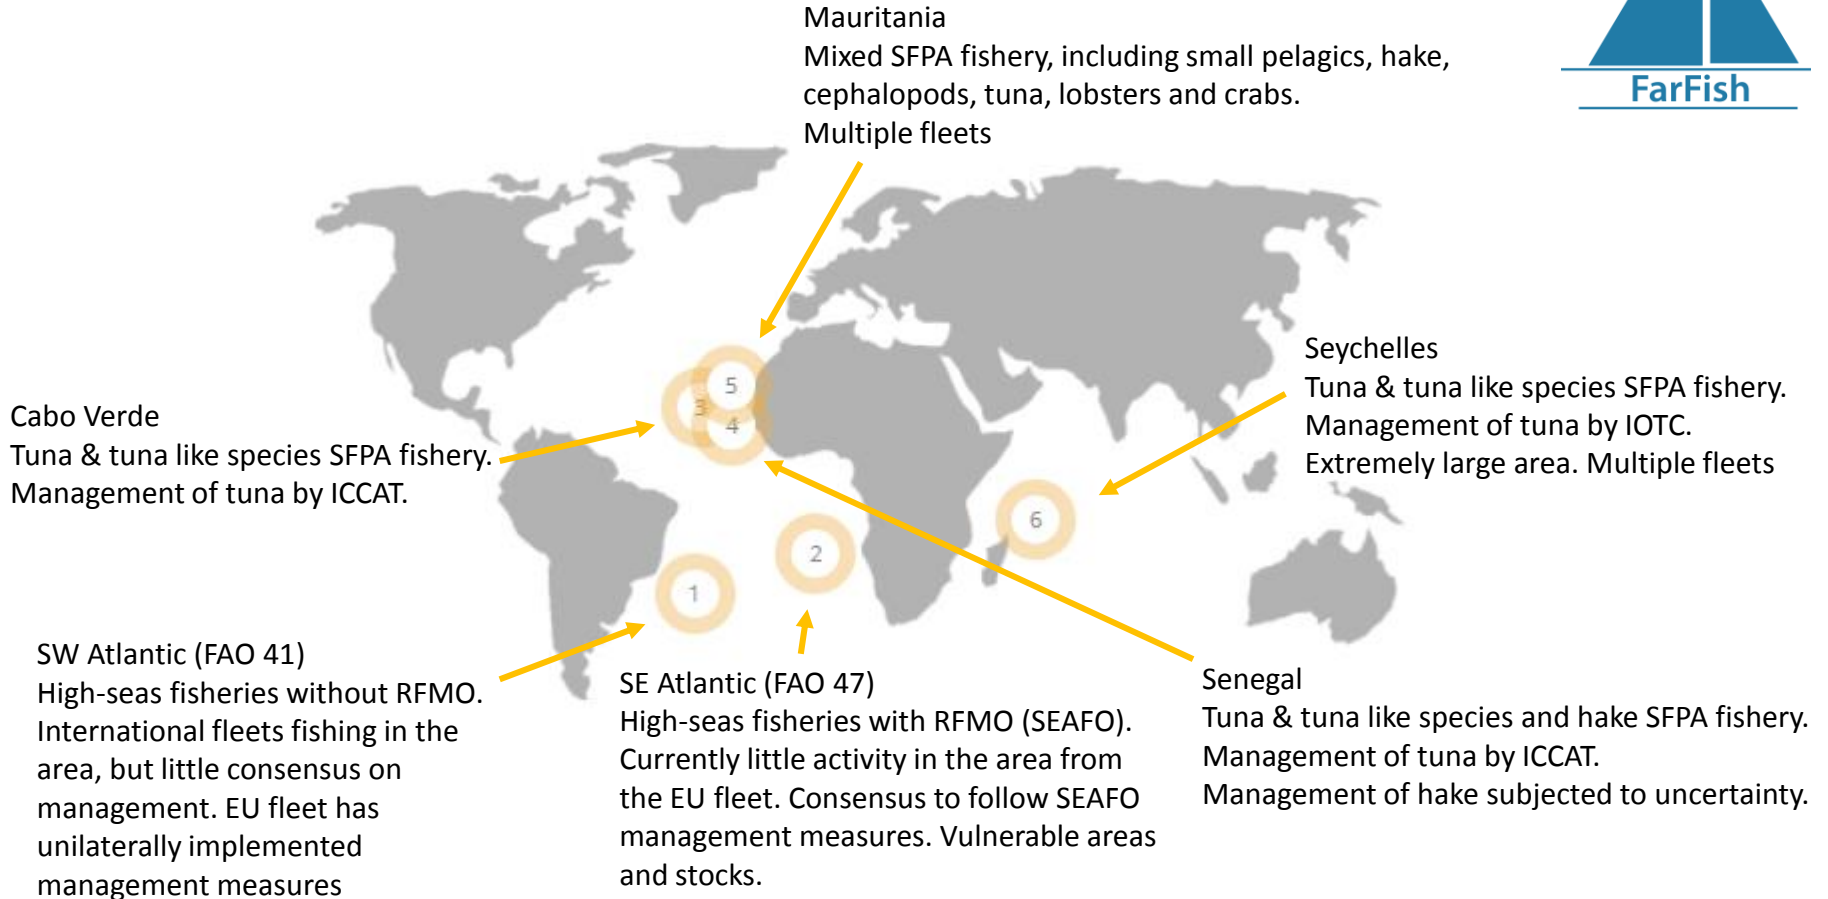 Mauritania
Mixed SFPA fishery, including small pelagics, hake,
cephalopods, tuna, lobsters and crabs.
Multiple fleets
FarFish
Seychelles
Tuna & tuna like species SFPA fishery.
Management of tuna by IOTC.
Extremely large area. Multiple fleets
Cabo Verde
Tuna & tuna like species SFPA fishery.
Management of tuna by ICCAT.
5
3
4
6
2
1
SW Atlantic (FAO 41)
High-seas fisheries without RFMO.
International fleets fishing in the
area, but little consensus on
management. EU fleet has
unilaterally implemented
management measures
SE Atlantic (FAO 47)
High-seas fisheries with RFMO (SEAFO).
Currently little activity in the area from
the EU fleet. Consensus to follow SEAFO
management measures. Vulnerable areas
and stocks.
Senegal
Tuna & tuna like species and hake SFPA fishery.
Management of tuna by ICCAT.
Management of hake subjected to uncertainty.